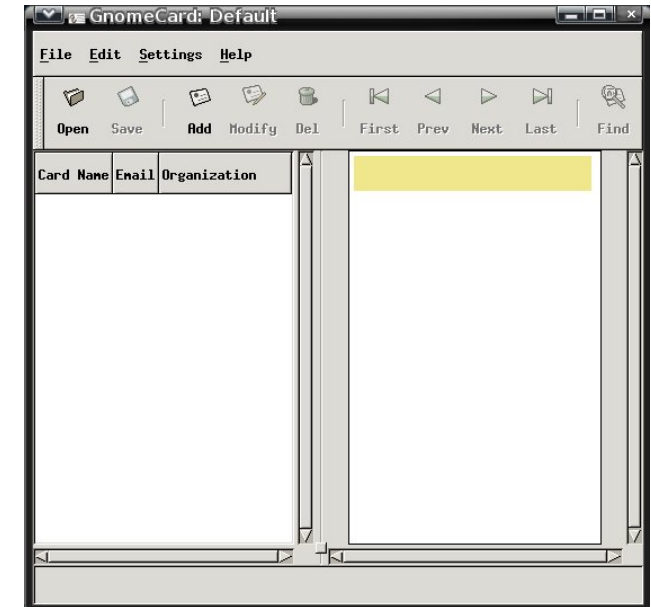 GnomeCard: Default
File Edit Settings Help
Open Save Add Modify Del First Prev Next Last Find
Card Name Email Organization